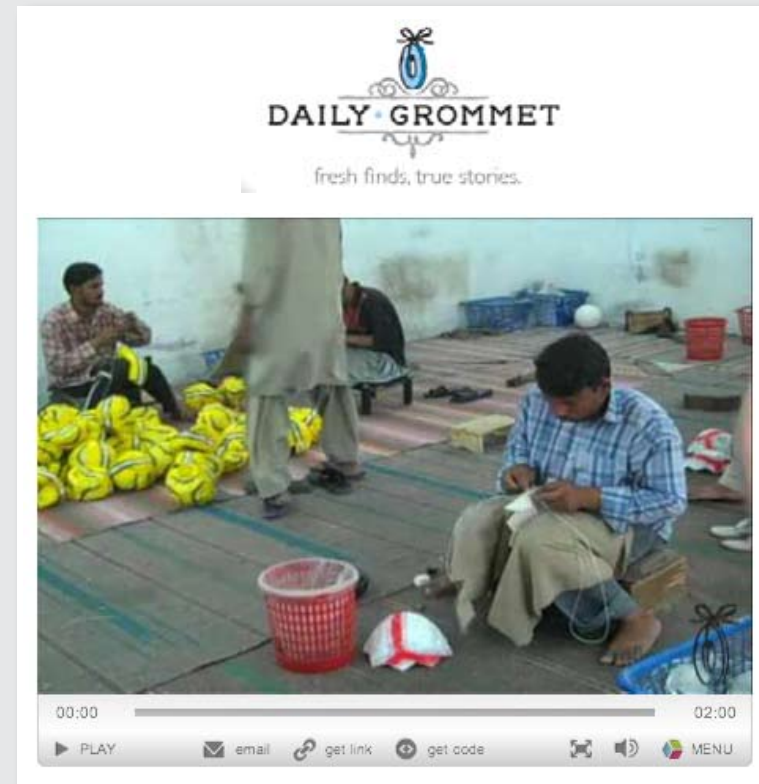 DAILY · GROMMET
fresh finds, true stories.
00:00 02:00
PLAY email get link get code MENU